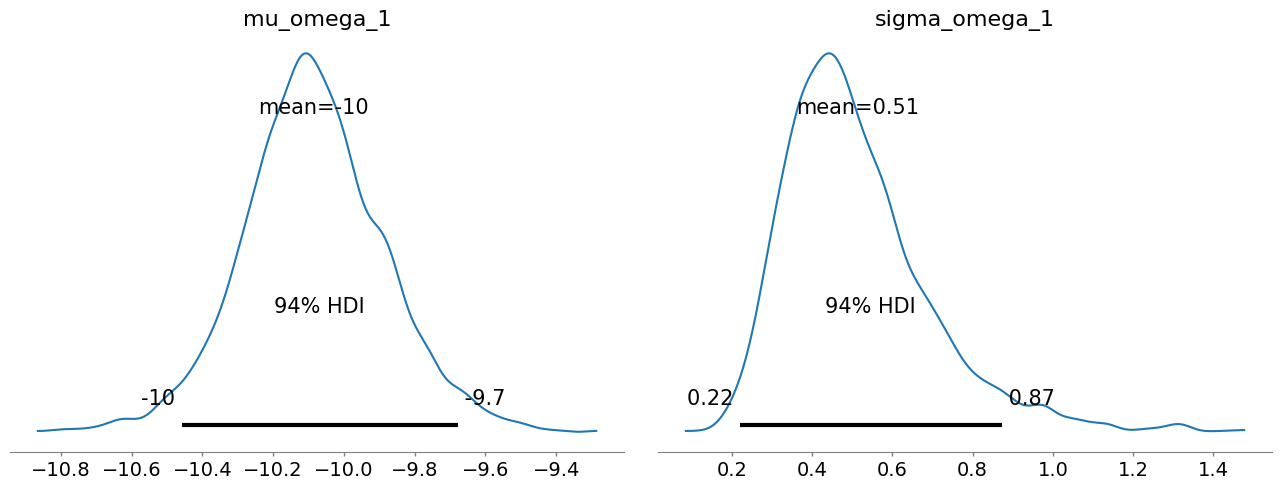 mu_omega_1
mean=-10
94% HDI
-10
-9.7
−10.8 −10.6 −10.4 −10.2 −10.0 −9.8 −9.6 −9.4
sigma_omega_1
mean=0.51
94% HDI
0.22
0.87
0.2 0.4 0.6 0.8 1.0 1.2 1.4